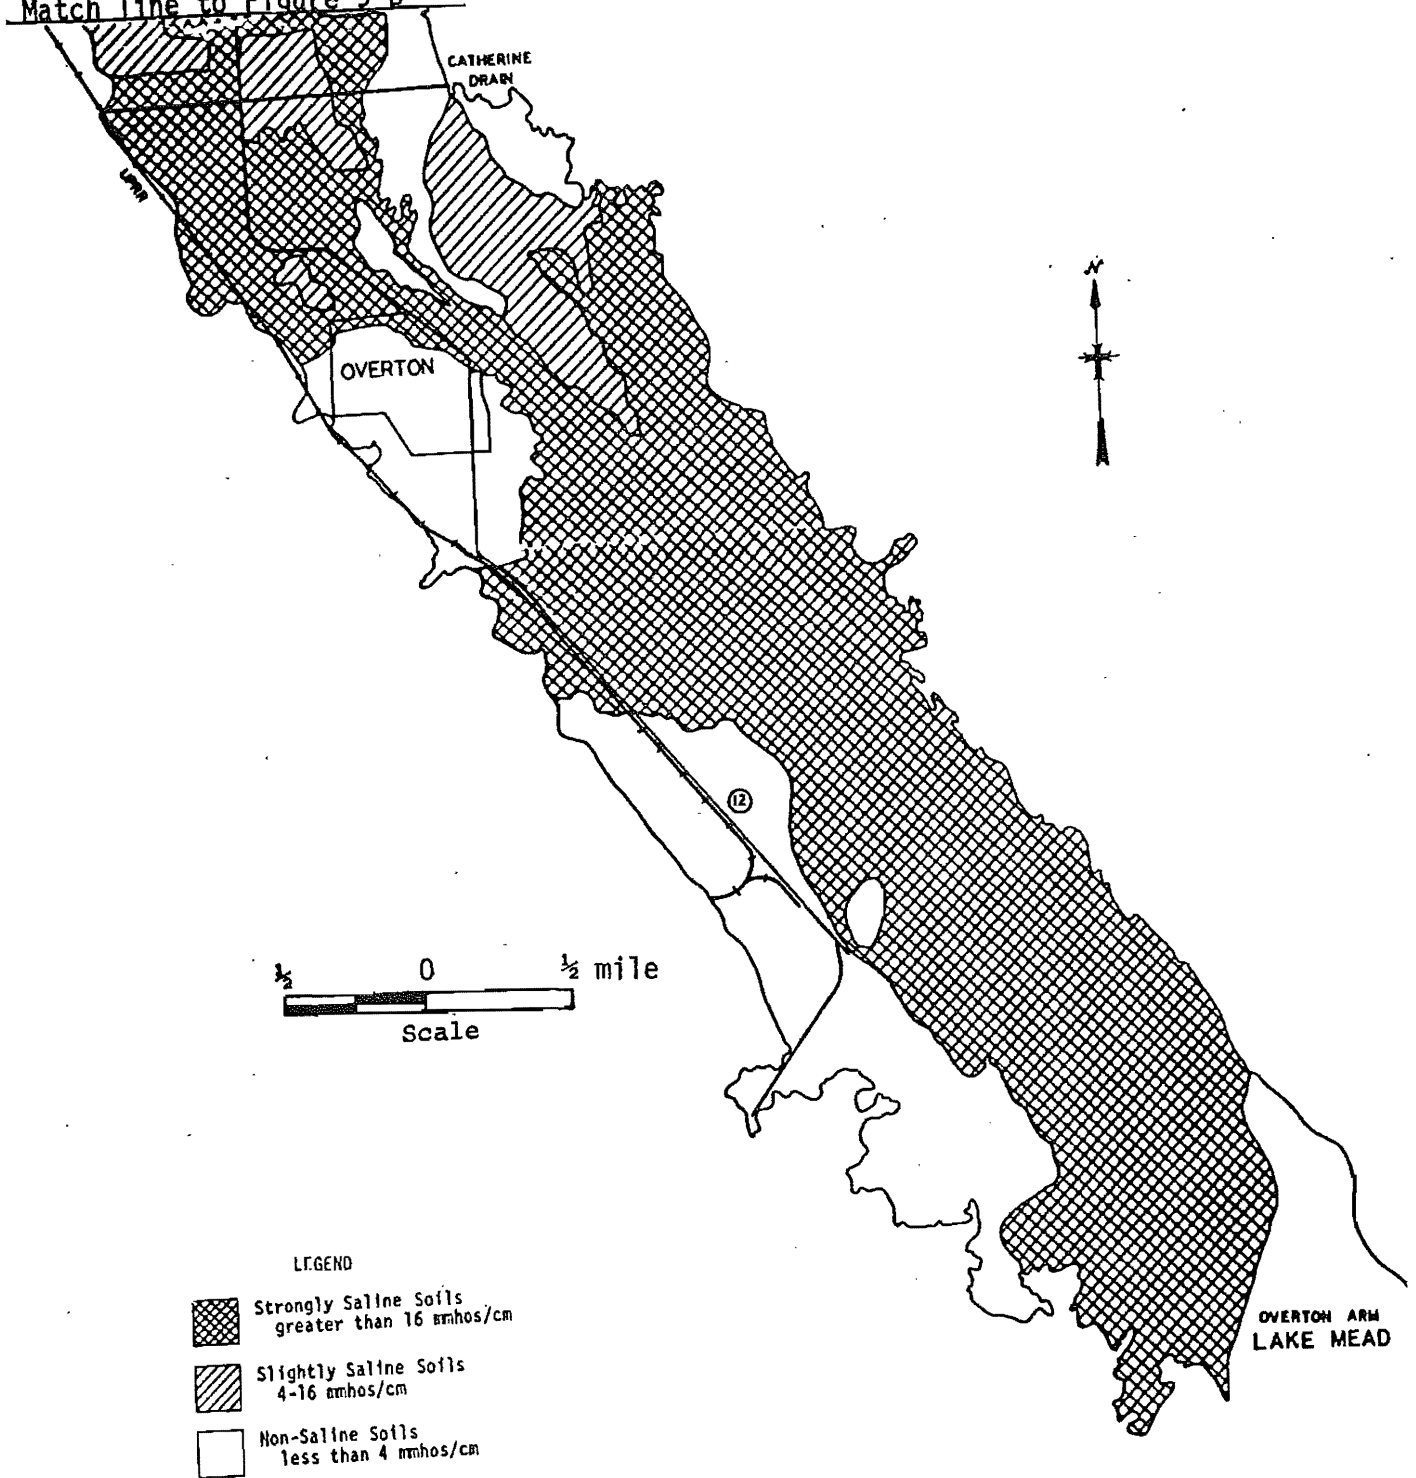 Match line to Figure 5 B
CATHERINE
DRAIN
UPRR
N
OVERTON
12
½ 0 ½ mile
Scale
LEGEND
Strongly Saline Soils
greater than 16 mmhos/cm
Slightly Saline Soils
4-16 mmhos/cm
Non-Saline Soils
less than 4 mmhos/cm
OVERTON ARM
LAKE MEAD